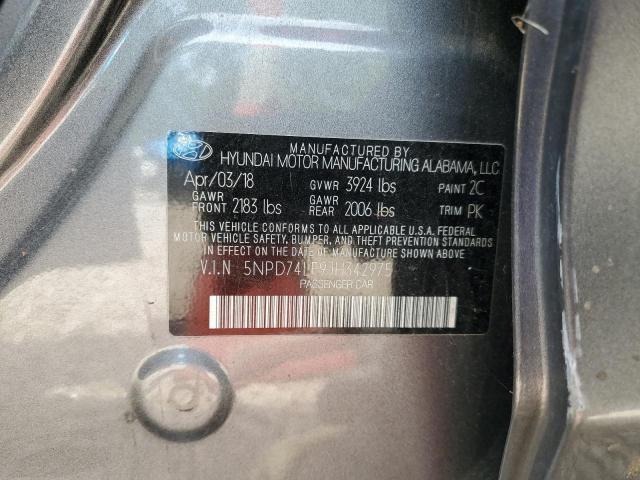 MANUFACTURED BY
HYUNDAI MOTOR MANUFACTURING ALABAMA, LLC
Apr/03/18 GVWR 3924 lbs PAINT 2C
GAWR FRONT 2183 lbs GAWR REAR 2006 lbs TRIM PK
THIS VEHICLE CONFORMS TO ALL APPLICABLE U.S.A. FEDERAL
MOTOR VEHICLE SAFETY, BUMPER, AND THEFT PREVENTION STANDARDS
IN EFFECT ON THE DATE OF MANUFACTURE SHOWN ABOVE.
V.I.N 5NPD74LF9JH342975
PASSENGER CAR